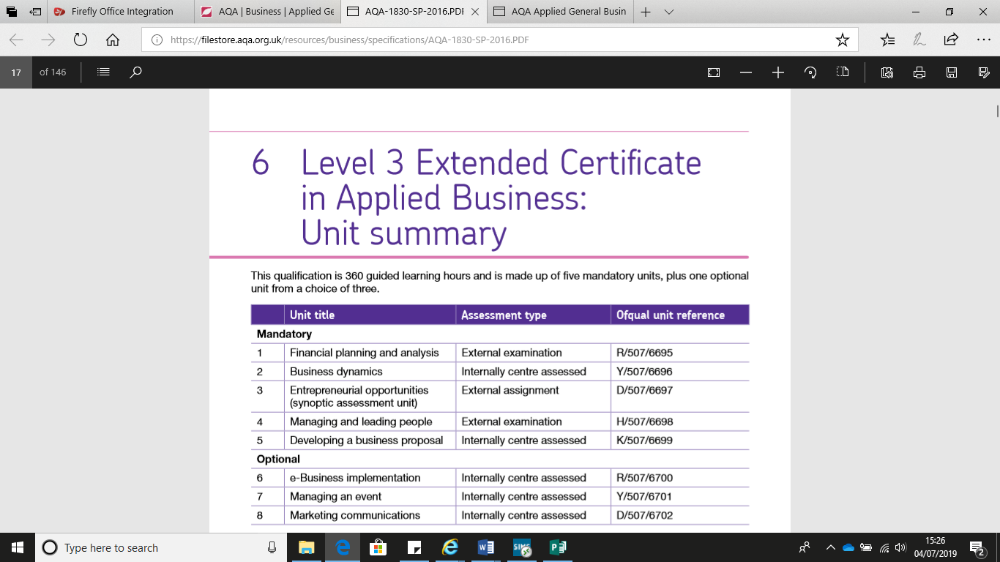 Firefly Office Integration
AQA | Business | Applied Ge
AQA-1830-SP-2016.PDF
AQA Applied General Busin
https://filestore.aqa.org.uk/resources/business/specifications/AQA-1830-SP-2016.PDF
17 of 146
6 Level 3 Extended Certificate
in Applied Business:
Unit summary
This qualification is 360 guided learning hours and is made up of five mandatory units, plus one optional
unit from a choice of three.
Unit title Assessment type Ofqual unit reference
Mandatory
1 Financial planning and analysis External examination R/507/6695
2 Business dynamics Internally centre assessed Y/507/6696
3 Entrepreneurial opportunities External assignment D/507/6697
(synoptic assessment unit)
4 Managing and leading people External examination H/507/6698
5 Developing a business proposal Internally centre assessed K/507/6699
Optional
6 e-Business implementation Internally centre assessed R/507/6700
7 Managing an event Internally centre assessed Y/507/6701
8 Marketing communications Internally centre assessed D/507/6702
Type here to search
SIMS
15:26
04/07/2019
2